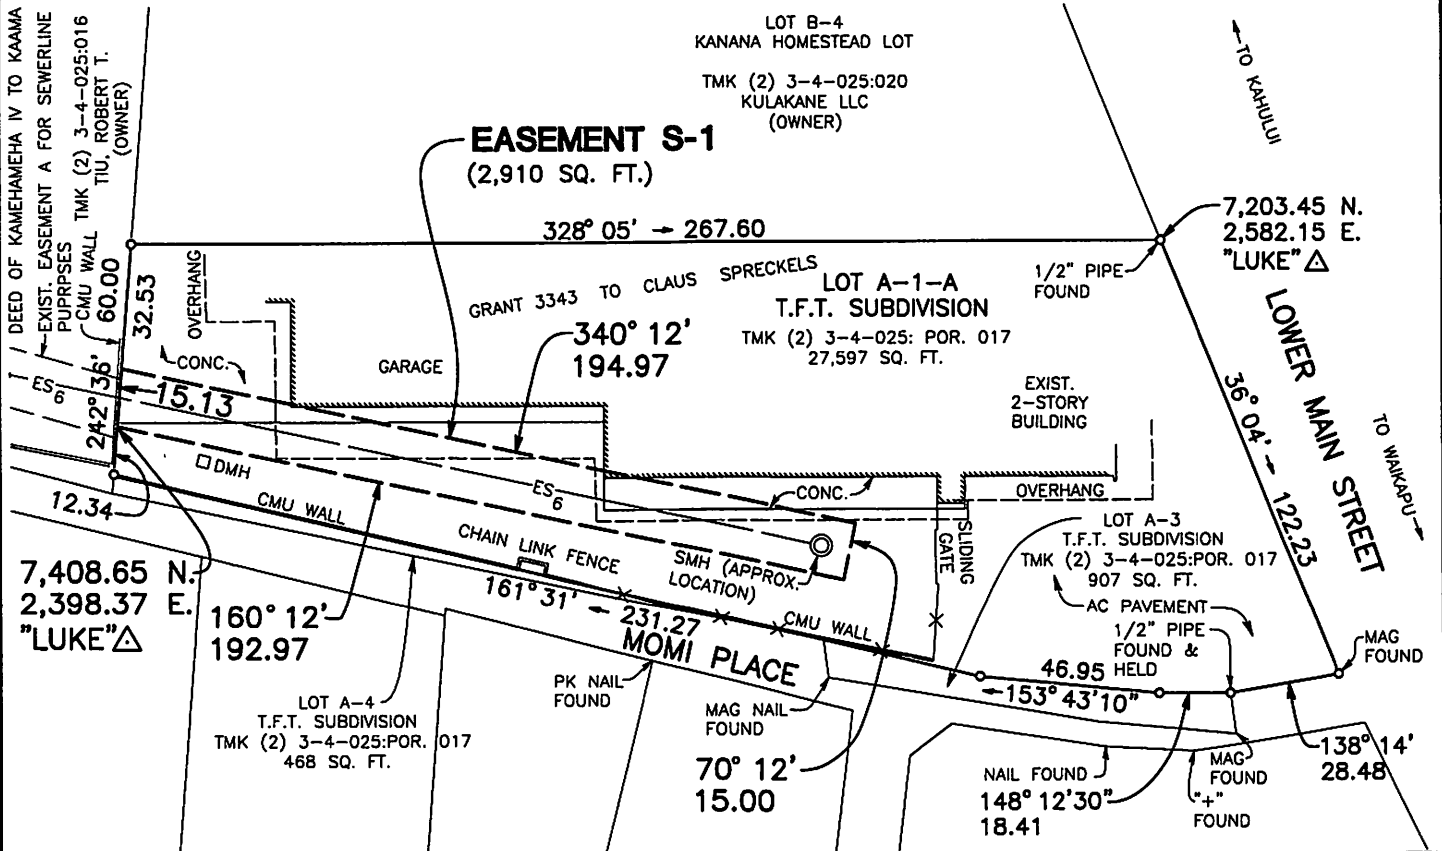 DEED OF KAMEHAMEHA IV TO KAAMA
EXIST. EASEMENT A FOR SEWERLINE
PUPRPSES
CMU WALL
TMK (2) 3-4-025:016
TIU, ROBERT T.
(OWNER)
LOT B-4
KANANA HOMESTEAD LOT
TMK (2) 3-4-025:020
KULAKANE LLC
(OWNER)
TO KAHULUI
EASEMENT S-1
(2,910 SQ. FT.)
328° 05' → 267.60
7,203.45 N.
2,582.15 E.
"LUKE"
1/2" PIPE
FOUND
60.00
32.53
242° 36'
OVERHANG
GRANT 3343 TO CLAUS SPRECKELS
LOT A-1-A
T.F.T. SUBDIVISION
TMK (2) 3-4-025: POR. 017
27,597 SQ. FT.
340° 12'
194.97
CONC.
GARAGE
ES6
15.13
EXIST.
2-STORY
BUILDING
LOWER MAIN STREET
36° 04' → 122.23
TO WAIKAPU
DMH
12.34
CMU WALL
ES6
CONC.
OVERHANG
CHAIN LINK FENCE
SMH (APPROX.
LOCATION)
SLIDING
GATE
LOT A-3
T.F.T. SUBDIVISION
TMK (2) 3-4-025:POR. 017
907 SQ. FT.
7,408.65 N.
2,398.37 E.
"LUKE"
160° 12'
192.97
161° 31' ← 231.27
CMU WALL
MOMI PLACE
AC PAVEMENT
1/2" PIPE
FOUND &
HELD
MAG
FOUND
46.95
153° 43'10"
PK NAIL
FOUND
MAG NAIL
FOUND
LOT A-4
T.F.T. SUBDIVISION
TMK (2) 3-4-025:POR. 017
468 SQ. FT.
70° 12'
15.00
NAIL FOUND
148° 12'30"
18.41
"+"
FOUND
MAG
FOUND
138° 14'
28.48